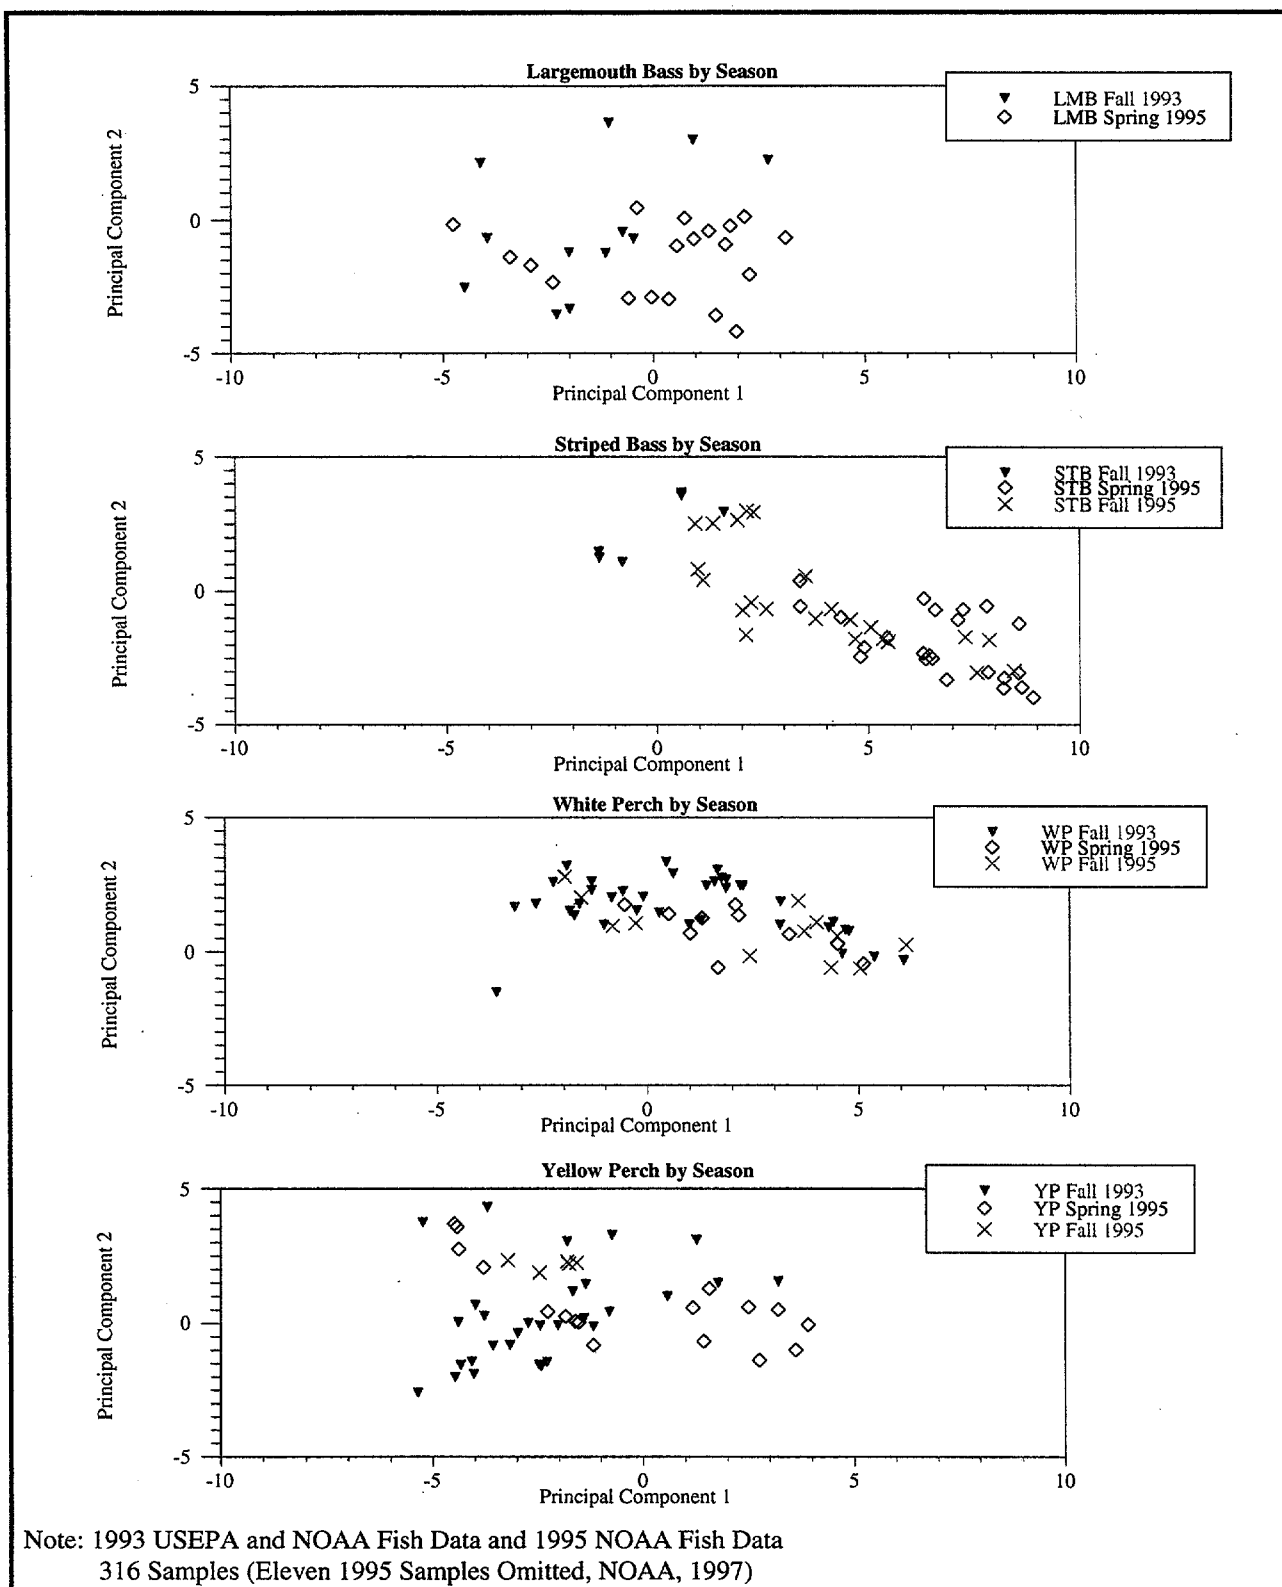 Largemouth Bass by Season
LMB Fall 1993
LMB Spring 1995
Principal Component 2
5
0
-5
-10
-5
0
5
10
Principal Component 1
Striped Bass by Season
STB Fall 1993
STB Spring 1995
STB Fall 1995
Principal Component 2
5
0
-5
-10
-5
0
5
10
Principal Component 1
White Perch by Season
WP Fall 1993
WP Spring 1995
WP Fall 1995
Principal Component 2
5
0
-5
-10
-5
0
5
10
Principal Component 1
Yellow Perch by Season
YP Fall 1993
YP Spring 1995
YP Fall 1995
Principal Component 2
5
0
-5
-10
-5
0
5
10
Principal Component 1
Note: 1993 USEPA and NOAA Fish Data and 1995 NOAA Fish Data
316 Samples (Eleven 1995 Samples Omitted, NOAA, 1997)